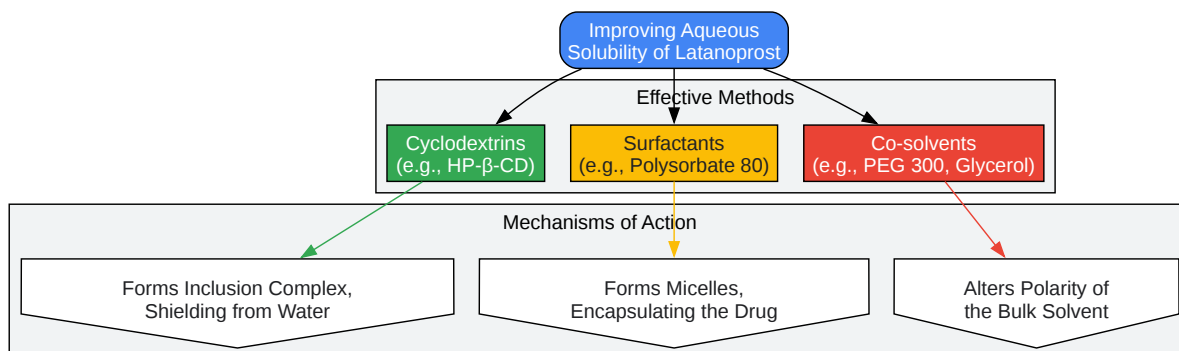 Improving Aqueous
Solubility of Latanoprost
Effective Methods
Cyclodextrins
(e.g., HP-β-CD)
Surfactants
(e.g., Polysorbate 80)
Co-solvents
(e.g., PEG 300, Glycerol)
Mechanisms of Action
Forms Inclusion Complex,
Shielding from Water
Forms Micelles,
Encapsulating the Drug
Alters Polarity of
the Bulk Solvent